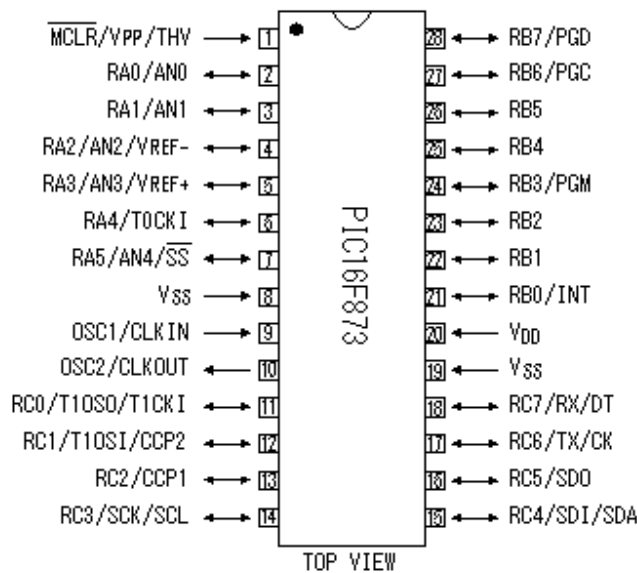 MCLR/VPP/THV 1 28 RB7/PGD
RA0/AN0 2 27 RB6/PGC
RA1/AN1 3 26 RB5
RA2/AN2/VREF- 4 25 RB4
RA3/AN3/VREF+ 5 24 RB3/PGM
RA4/TOCKI 6 23 RB2
RA5/AN4/SS 7 22 RB1
VSS 8 21 RB0/INT
OSC1/CLKIN 9 20 VDD
OSC2/CLKOUT 10 19 VSS
RC0/T1OSO/T1CKI 11 18 RC7/RX/DT
RC1/T1OSI/CCP2 12 17 RC6/TX/CK
RC2/CCP1 13 16 RC5/SDO
RC3/SCK/SCL 14 15 RC4/SDI/SDA
PIC16F873
TOP VIEW